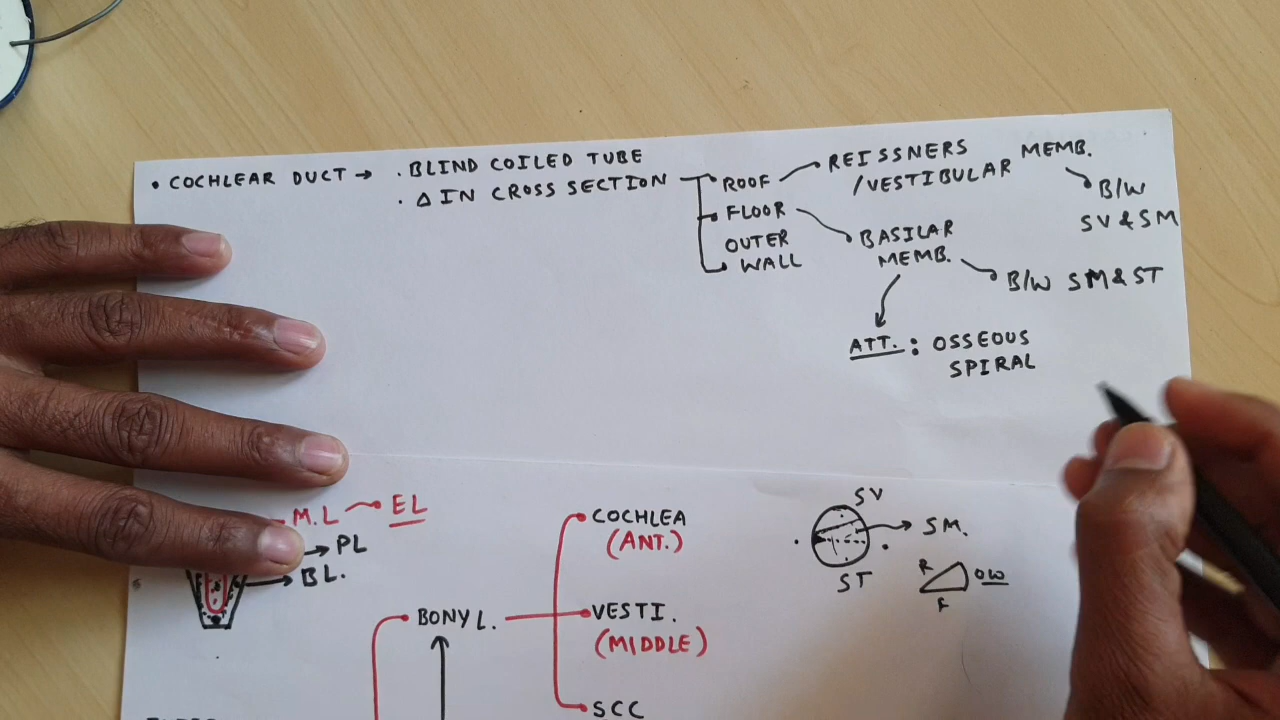 • COCHLEAR DUCT → . BLIND COILED TUBE
. △ IN CROSS SECTION
ROOF
REISSNERS MEMB.
/VESTIBULAR
B/W
SV & SM
FLOOR
BASILAR
MEMB.
B/W SM & ST
OUTER
WALL
ATT. : OSSEOUS
SPIRAL
M.L
EL
PL
BL.
BONY L.
COCHLEA
(ANT.)
VESTI.
(MIDDLE)
SCC
SV
SM.
ST
R
OW
F